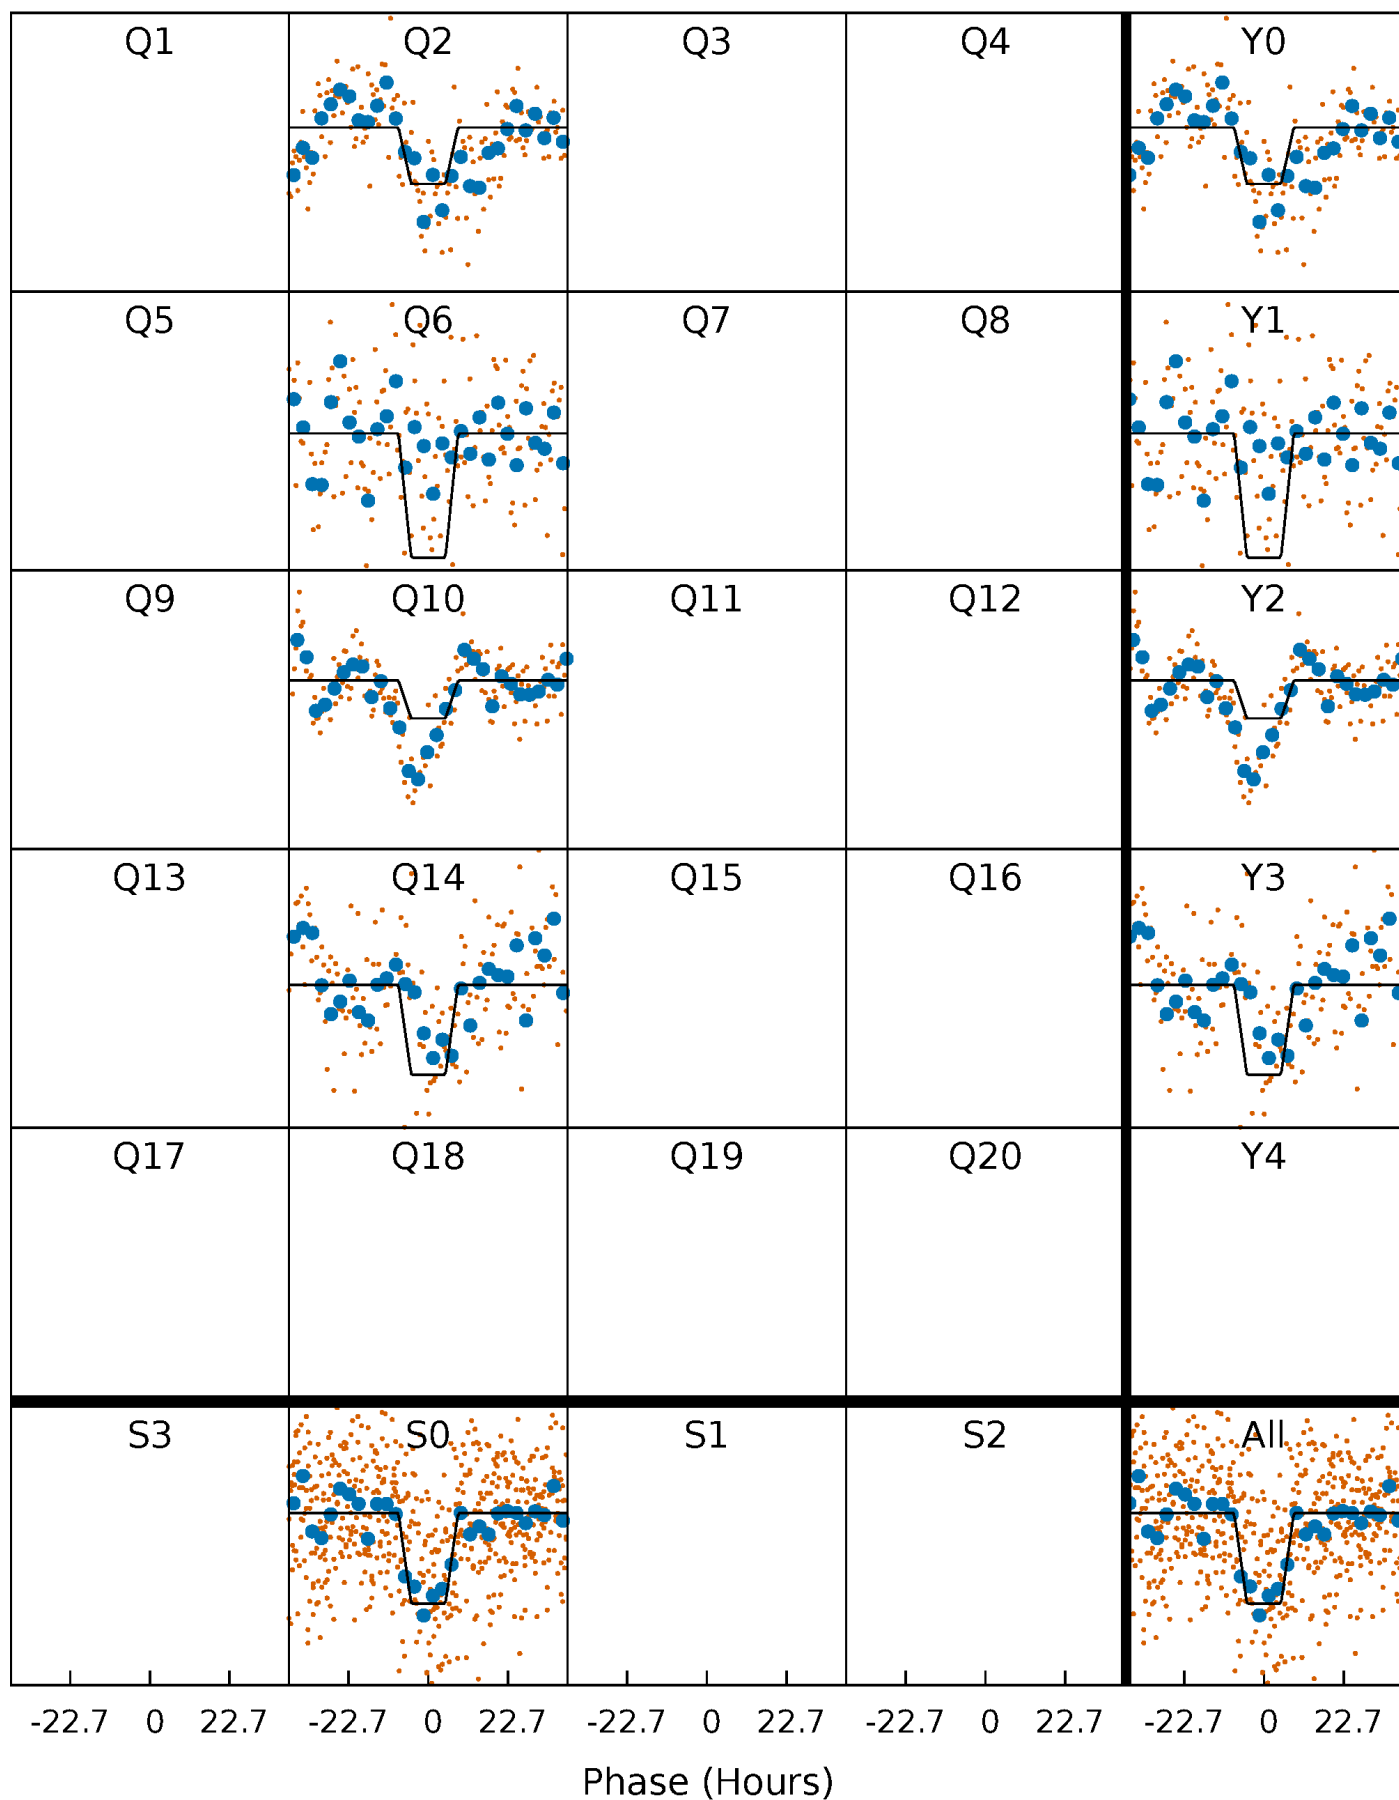 Q1 Q2 Q3 Q4 Y0
Q5 Q6 Q7 Q8 Y1
Q9 Q10 Q11 Q12 Y2
Q13 Q14 Q15 Q16 Y3
Q17 Q18 Q19 Q20 Y4
S3 S0 S1 S2 All
-22.7 0 22.7 -22.7 0 22.7 -22.7 0 22.7 -22.7 0 22.7 -22.7 0 22.7
Phase (Hours)